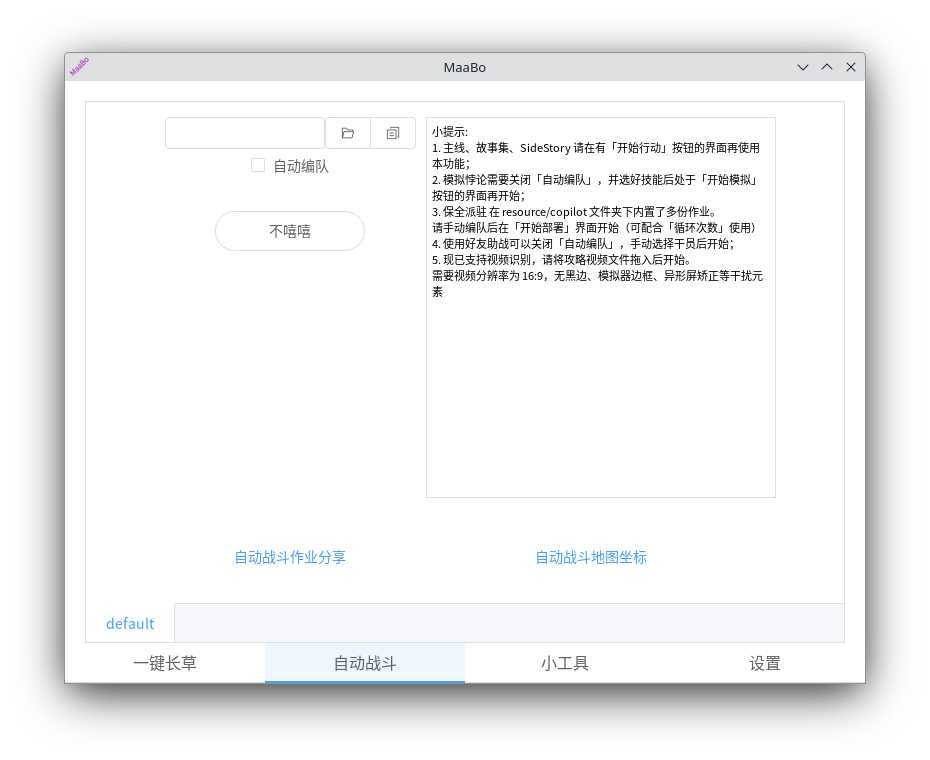 MaaBo
MaaBo
自动编队
不嘻嘻
小提示:
1. 主线、故事集、SideStory 请在有「开始行动」按钮的界面再使用
本功能；
2. 模拟悖论需要关闭「自动编队」，并选好技能后处于「开始模拟」
按钮的界面再开始；
3. 保全派驻 在 resource/copilot 文件夹下内置了多份作业。
请手动编队后在「开始部署」界面开始（可配合「循环次数」使用）
4. 使用好友助战可以关闭「自动编队」，手动选择干员后开始；
5. 现已支持视频识别，请将攻略视频文件拖入后开始。
需要视频分辨率为 16:9，无黑边、模拟器边框、异形屏矫正等干扰元
素
自动战斗作业分享
自动战斗地图坐标
default
一键长草
自动战斗
小工具
设置